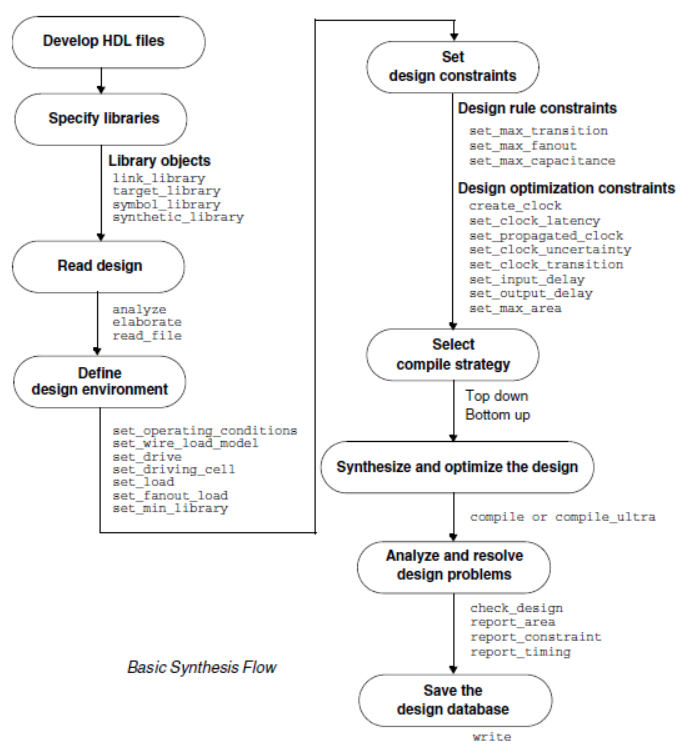 Develop HDL files
Specify libraries
Library objects
link_library
target_library
symbol_library
synthetic_library
Read design
analyze
elaborate
read_file
Define
design environment
set_operating_conditions
set_wire_load_model
set_drive
set_driving_cell
set_load
set_fanout_load
set_min_library
Set
design constraints
Design rule constraints
set_max_transition
set_max_fanout
set_max_capacitance
Design optimization constraints
create_clock
set_clock_latency
set_propagated_clock
set_clock_uncertainty
set_clock_transition
set_input_delay
set_output_delay
set_max_area
Select
compile strategy
Top down
Bottom up
Synthesize and optimize the design
compile or compile_ultra
Analyze and resolve
design problems
check_design
report_area
report_constraint
report_timing
Save the
design database
write
Basic Synthesis Flow